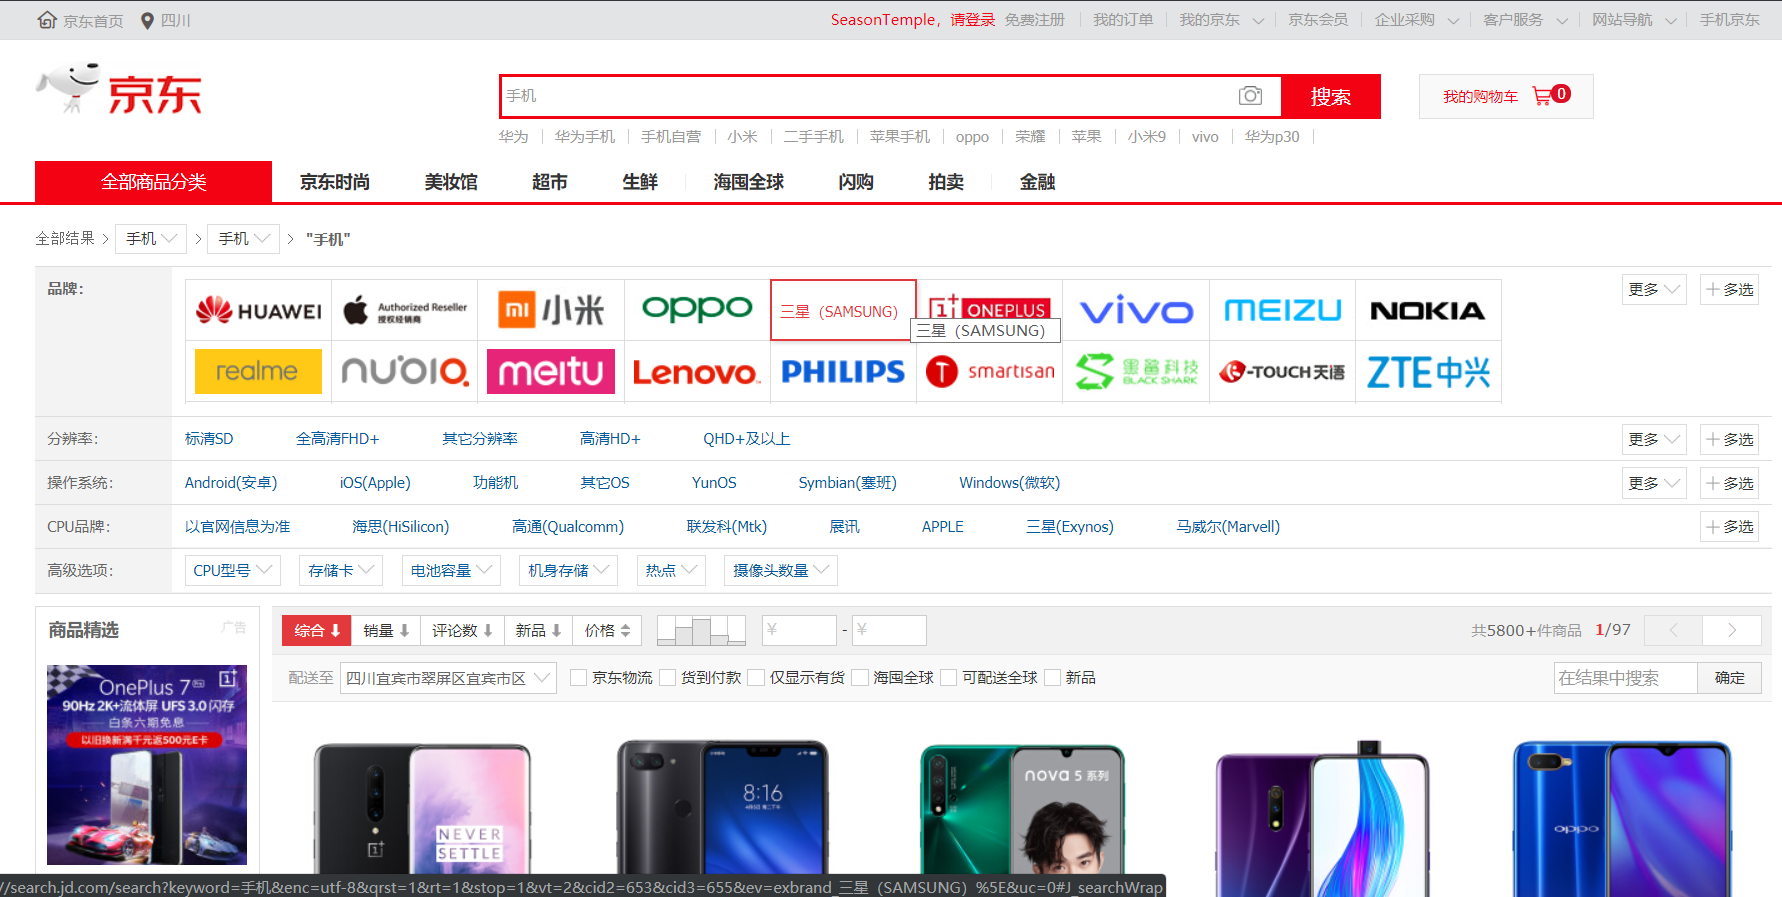 京东首页 四川 SeasonTemple，请登录 免费注册 我的订单 我的京东 京东会员 企业采购 客户服务 网站导航 手机京东
京东
手机 搜索 我的购物车 0
华为 华为手机 手机自营 小米 二手手机 苹果手机 oppo 荣耀 苹果 小米9 vivo 华为p30
全部商品分类 京东时尚 美妆馆 超市 生鲜 海囤全球 闪购 拍卖 金融
全部结果 > 手机 > 手机 > "手机"
品牌： HUAWEI Authorized Reseller 授权经销商 小米 oppo 三星（SAMSUNG） ONEPLUS vivo MEIZU NOKIA 更多 多选
三星（SAMSUNG）
realme nubia meitu Lenovo PHILIPS smartisan 黑鲨科技 BLACK SHARK e-TOUCH天语 ZTE中兴
分辨率： 标清SD 全高清FHD+ 其它分辨率 高清HD+ QHD+及以上 更多 多选
操作系统： Android(安卓) iOS(Apple) 功能机 其它OS YunOS Symbian(塞班) Windows(微软) 更多 多选
CPU品牌： 以官网信息为准 海思(HiSilicon) 高通(Qualcomm) 联发科(Mtk) 展讯 APPLE 三星(Exynos) 马威尔(Marvell) 多选
高级选项： CPU型号 存储卡 电池容量 机身存储 热点 摄像头数量
商品精选 广告
综合 销量 评论数 新品 价格 ¥ - ¥ 共5800+件商品 1/97 < >
配送至 四川宜宾市翠屏区宜宾市区 京东物流 货到付款 仅显示有货 海囤全球 可配送全球 新品 在结果中搜索 确定
OnePlus 7 Pro
90Hz 2K+流体屏 UFS 3.0 闪存
白条六期免息
以旧换新满千元返500元E卡
NEVER
SETTLE
8:16
nova 5 系列
oppo
//search.jd.com/search?keyword=手机&enc=utf-8&qrst=1&rt=1&stop=1&vt=2&cid2=653&cid3=655&ev=exbrand_三星（SAMSUNG）%5E&uc=0#J_searchWrap